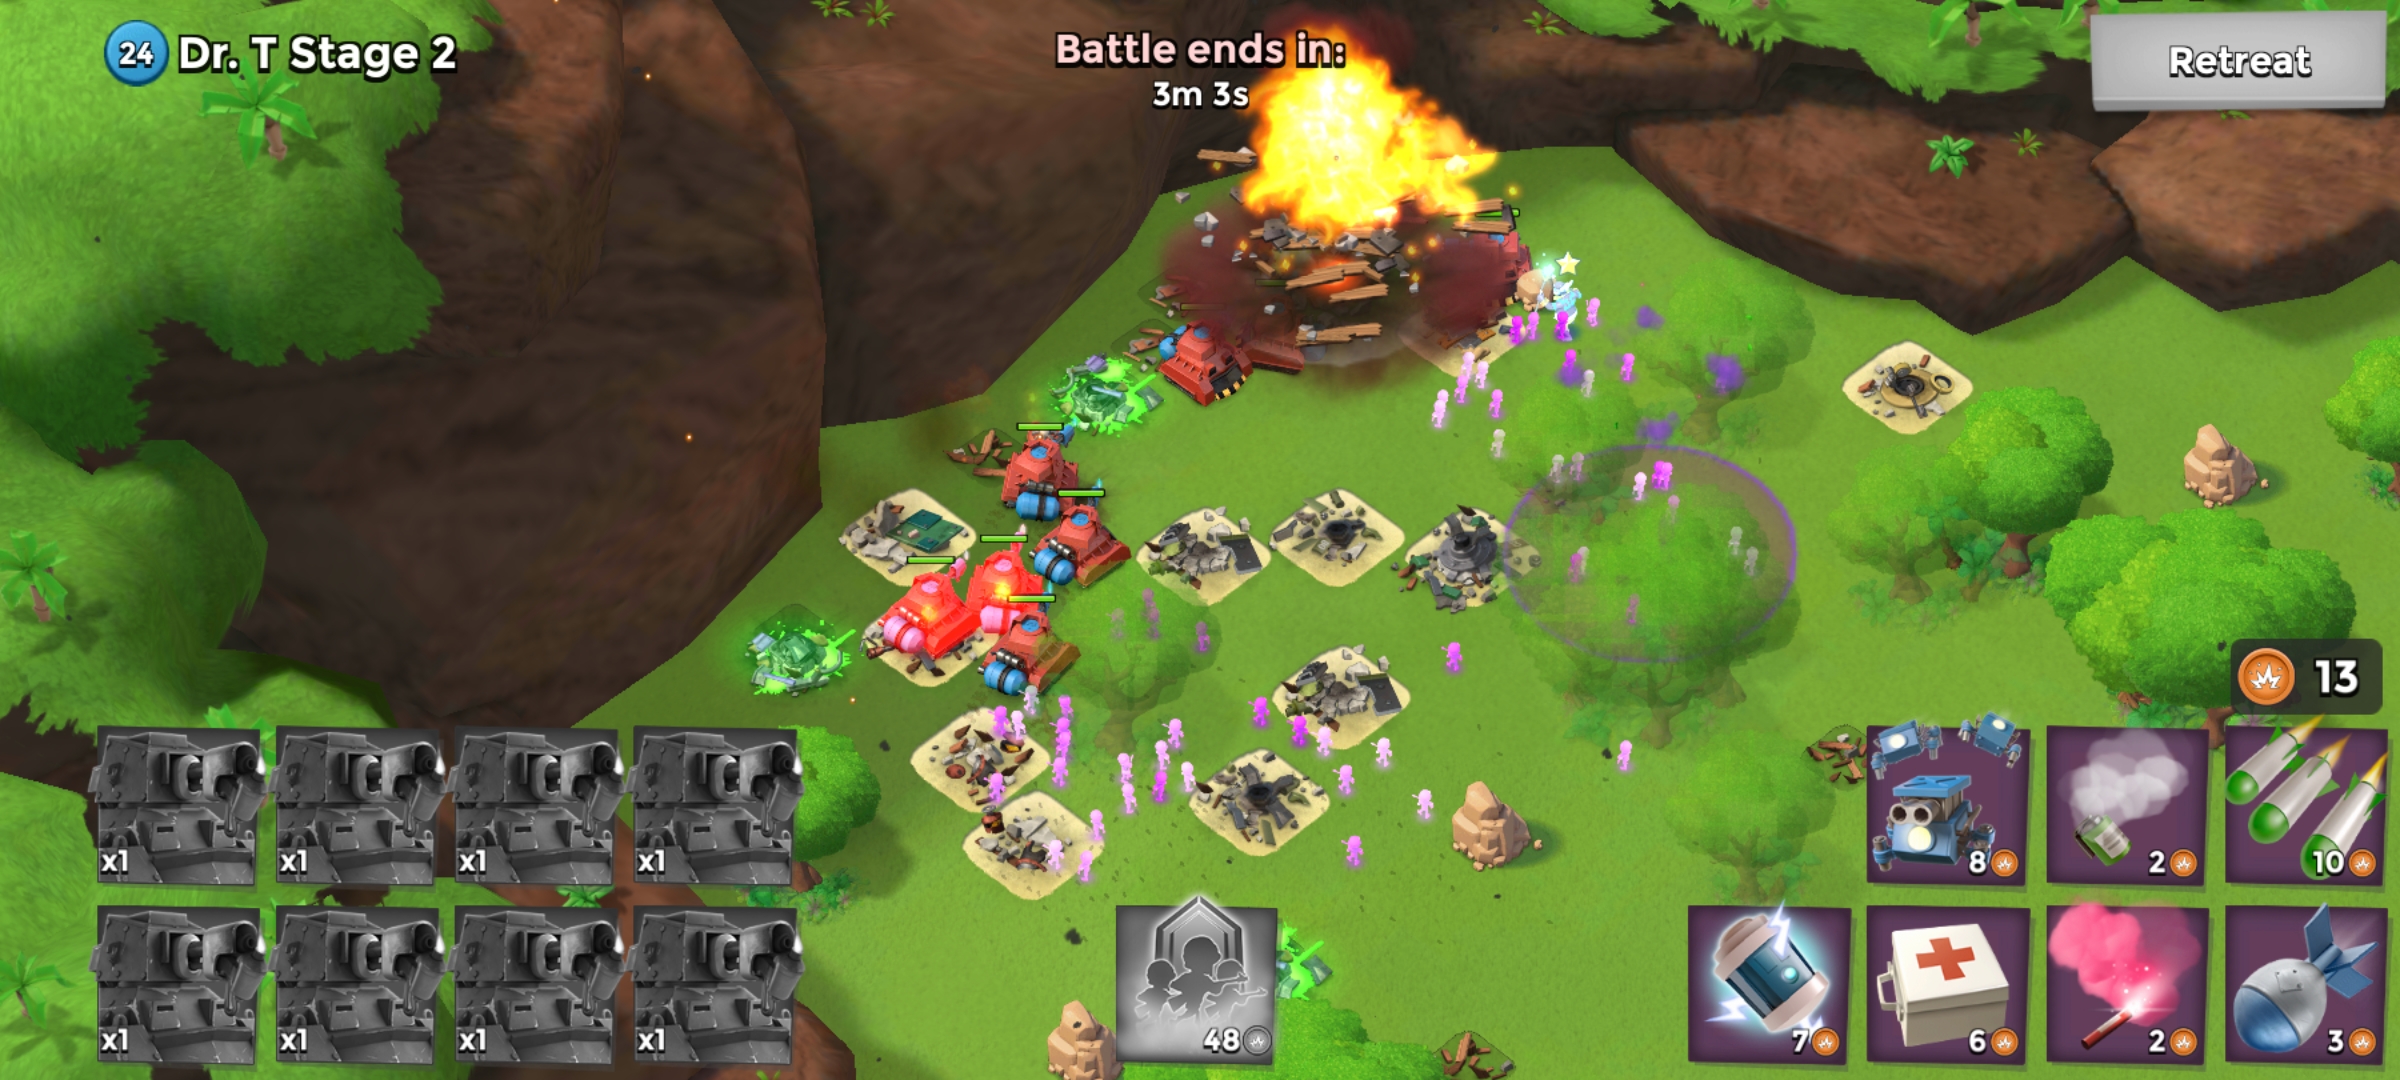 24 Dr. T Stage 2
Battle ends in:
3m 3s
Retreat
13
x1 x1 x1 x1
8 2 10
x1 x1 x1 x1
48
7 6 2 3